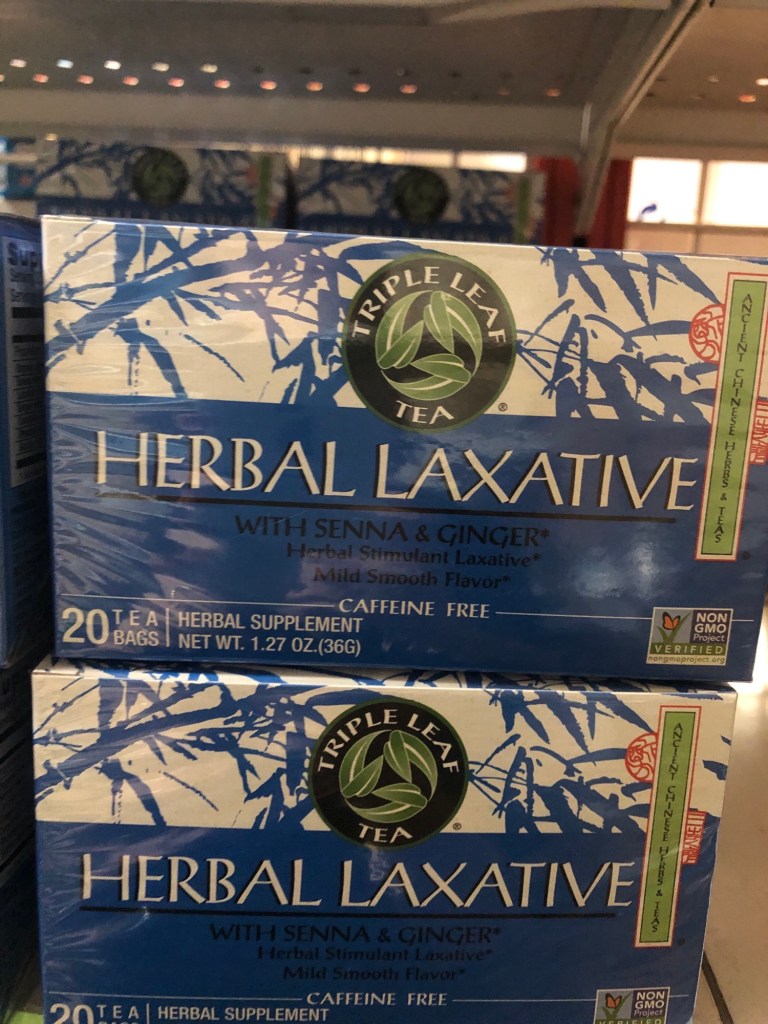 Sup
TRIPLE LEAF
TEA
®
ANCIENT CHINESE HERBS & TEAS
HERBAL LAXATIVE
WITH SENNA & GINGER*
Herbal Stimulant Laxative*
Mild Smooth Flavor*
CAFFEINE FREE
20 TEA BAGS
HERBAL SUPPLEMENT
NET WT. 1.27 OZ.(36G)
NON
GMO
Project
VERIFIED
nongmoproject.org
TRIPLE LEAF
TEA
®
ANCIENT CHINESE HERBS & TEAS
HERBAL LAXATIVE
WITH SENNA & GINGER*
Herbal Stimulant Laxative*
Mild Smooth Flavor*
CAFFEINE FREE
20 TEA
HERBAL SUPPLEMENT
NON
GMO
Project
VERIFIED